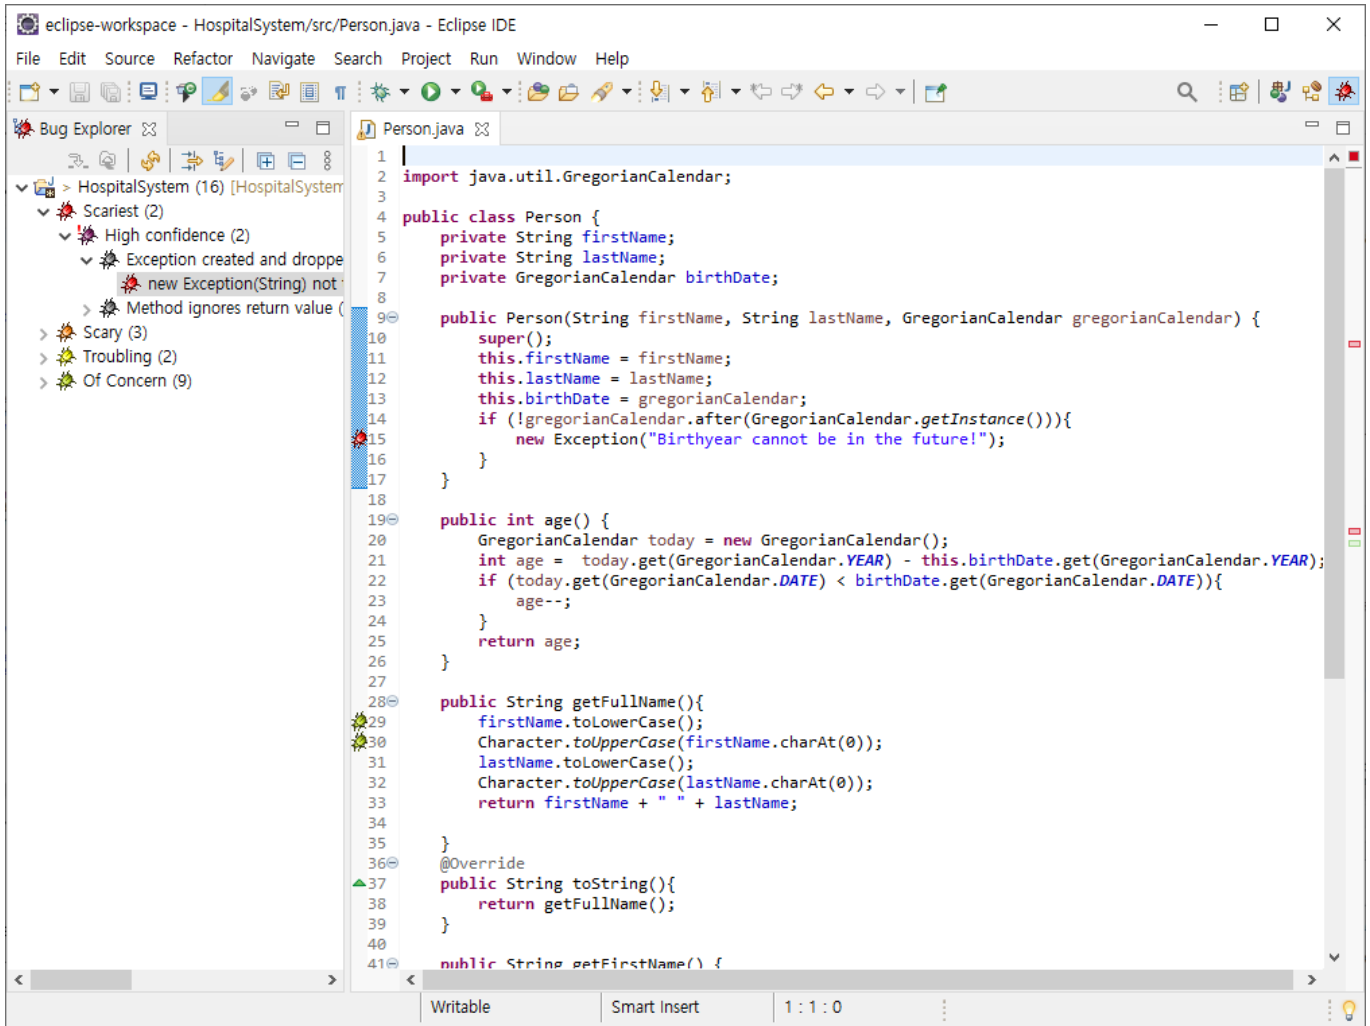 eclipse-workspace - HospitalSystem/src/Person.java - Eclipse IDE
File Edit Source Refactor Navigate Search Project Run Window Help
Bug Explorer
> HospitalSystem (16) [HospitalSystem
Scariest (2)
High confidence (2)
Exception created and droppe
new Exception(String) not
Method ignores return value (
Scary (3)
Troubling (2)
Of Concern (9)
Person.java
1
2 import java.util.GregorianCalendar;
3
4 public class Person {
5     private String firstName;
6     private String lastName;
7     private GregorianCalendar birthDate;
8
9     public Person(String firstName, String lastName, GregorianCalendar gregorianCalendar) {
10         super();
11         this.firstName = firstName;
12         this.lastName = lastName;
13         this.birthDate = gregorianCalendar;
14         if (!gregorianCalendar.after(GregorianCalendar.getInstance())){
15             new Exception("Birthyear cannot be in the future!");
16         }
17     }
18
19     public int age() {
20         GregorianCalendar today = new GregorianCalendar();
21         int age =  today.get(GregorianCalendar.YEAR) - this.birthDate.get(GregorianCalendar.YEAR);
22         if (today.get(GregorianCalendar.DATE) < birthDate.get(GregorianCalendar.DATE)){
23             age--;
24         }
25         return age;
26     }
27
28     public String getFullName(){
29         firstName.toLowerCase();
30         Character.toUpperCase(firstName.charAt(0));
31         lastName.toLowerCase();
32         Character.toUpperCase(lastName.charAt(0));
33         return firstName + " " + lastName;
34
35     }
36     @Override
37     public String toString(){
38         return getFullName();
39     }
40
41     public String getFirstName() {
Writable Smart Insert 1 : 1 : 0